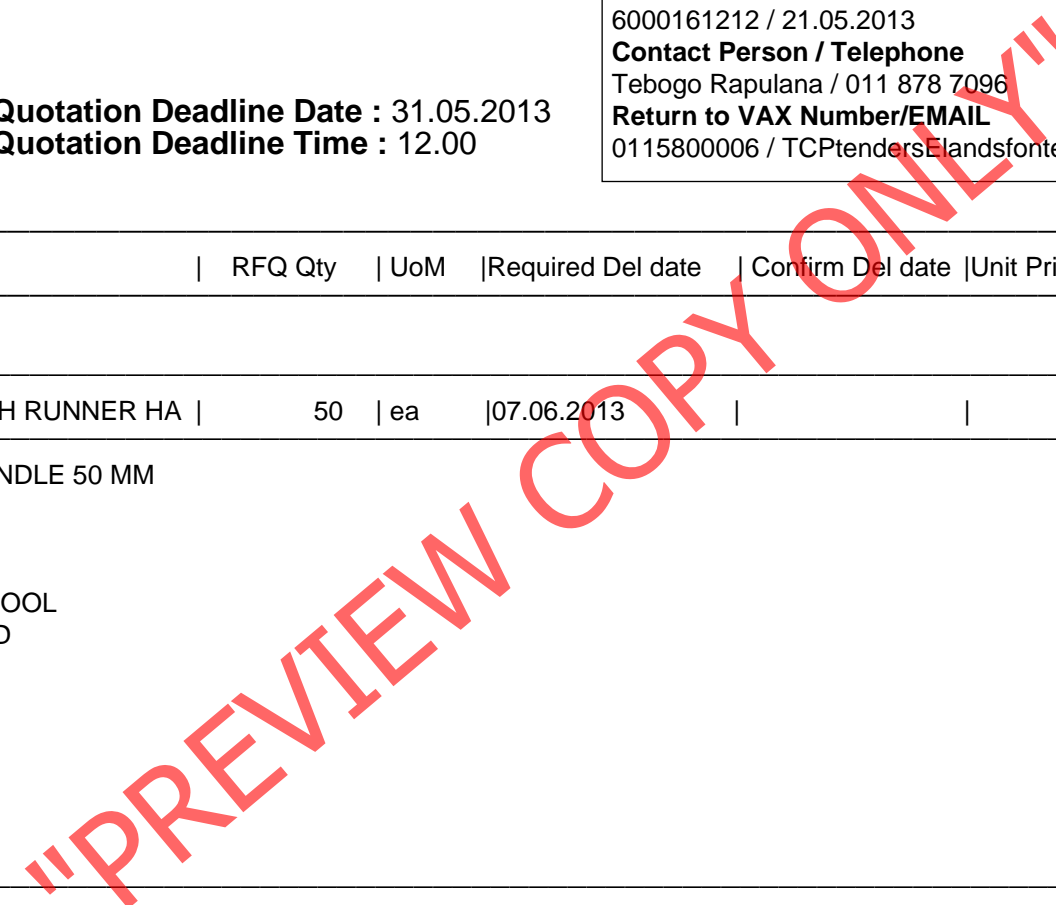 6000161212 / 21.05.2013
Contact Person / Telephone
Tebogo Rapulana / 011 878 7096
Quotation Deadline Date : 31.05.2013
Return to VAX Number/EMAIL
Quotation Deadline Time : 12.00
0115800006 / TCPtendersElandsfonte
| RFQ Qty | UoM |Required Del date | Confirm Del date |Unit Pri
H RUNNER HA | 50 | ea |07.06.2013 | |
NDLE 50 MM
OOL
D
"PREVIEW COPY ONLY"